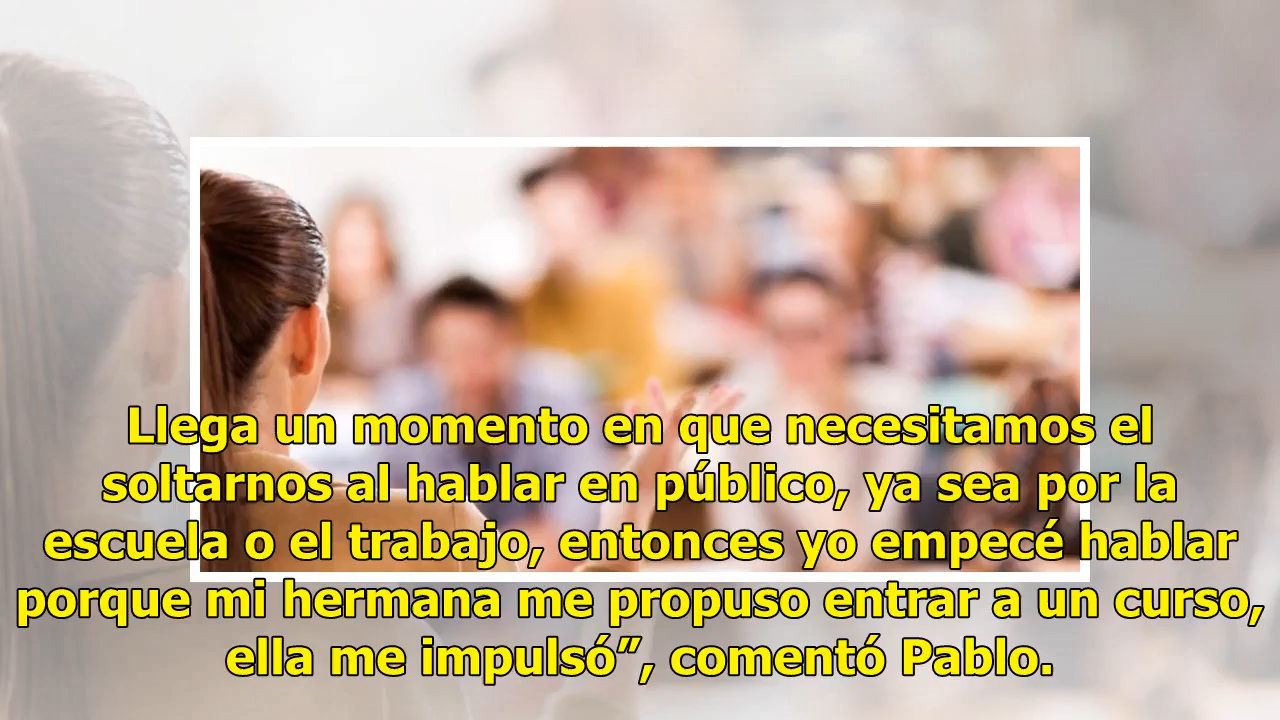 Llega un momento en que necesitamos el
soltarnos al hablar en público, ya sea por la
escuela o el trabajo, entonces yo empecé hablar
porque mi hermana me propuso entrar a un curso,
ella me impulsó”, comentó Pablo.